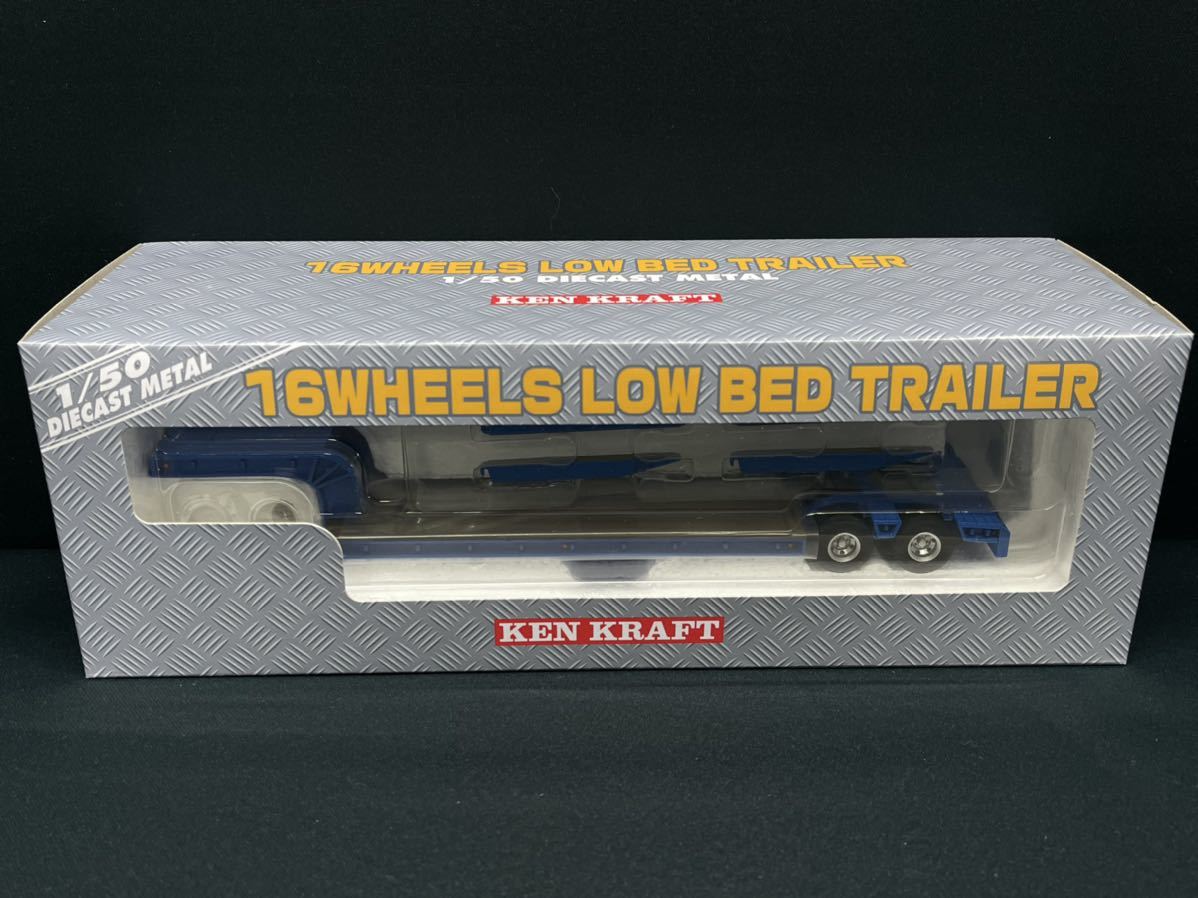 16WHEELS LOW BED TRAILER
1/50 DIECAST METAL
KEN KRAFT
1/50
DIECAST METAL
16WHEELS LOW BED TRAILER
KEN KRAFT